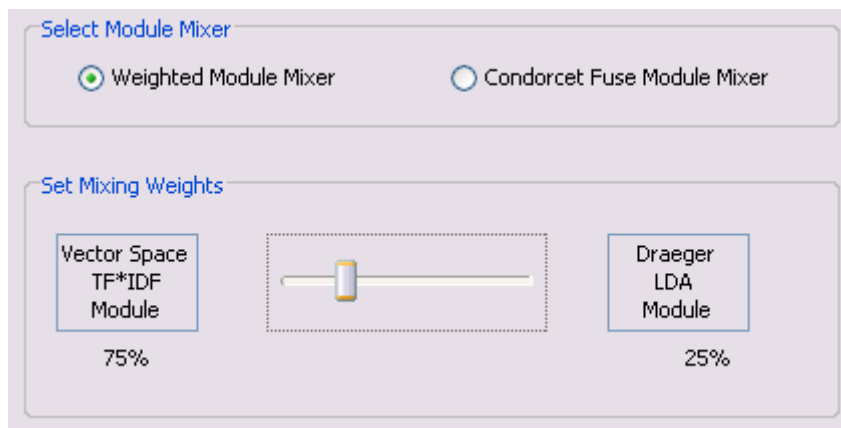 Select Module Mixer
Weighted Module Mixer
Condorcet Fuse Module Mixer
Set Mixing Weights
Vector Space
TF*IDF
Module
Draeger
LDA
Module
75%
25%